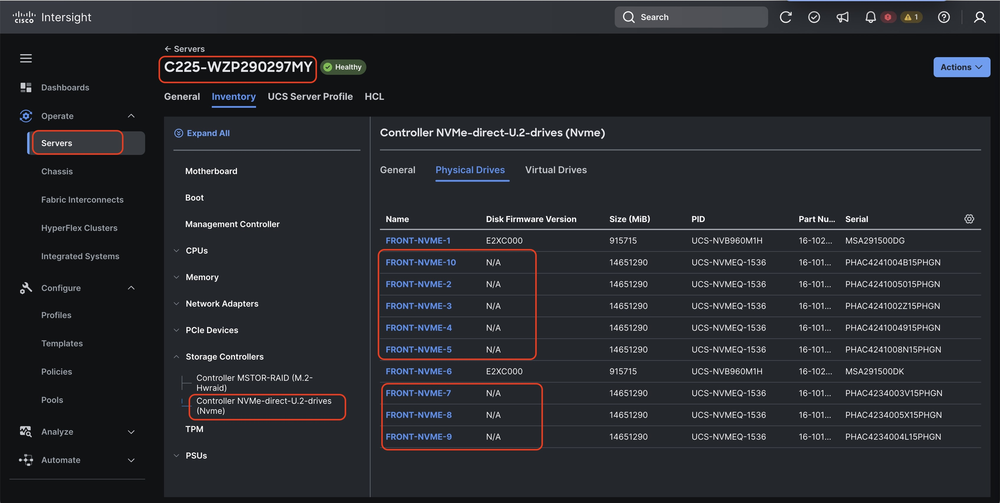 CISCO Intersight
Search
1
Dashboards
Operate
Servers
Chassis
Fabric Interconnects
HyperFlex Clusters
Integrated Systems
Configure
Profiles
Templates
Policies
Pools
Analyze
Automate
← Servers
C225-WZP290297MY
Healthy
Actions
General Inventory UCS Server Profile HCL
Expand All
Motherboard
Boot
Management Controller
CPUs
Memory
Network Adapters
PCIe Devices
Storage Controllers
Controller MSTOR-RAID (M.2-
Hwraid)
Controller NVMe-direct-U.2-drives
(Nvme)
TPM
PSUs
Controller NVMe-direct-U.2-drives (Nvme)
General Physical Drives Virtual Drives
Name Disk Firmware Version Size (MiB) PID Part Nu... Serial
FRONT-NVME-1 E2XC000 915715 UCS-NVB960M1H 16-102... MSA291500DG
FRONT-NVME-10 N/A 14651290 UCS-NVMEQ-1536 16-101... PHAC4241004B15PHGN
FRONT-NVME-2 N/A 14651290 UCS-NVMEQ-1536 16-101... PHAC4241005015PHGN
FRONT-NVME-3 N/A 14651290 UCS-NVMEQ-1536 16-101... PHAC4241002Z15PHGN
FRONT-NVME-4 N/A 14651290 UCS-NVMEQ-1536 16-101... PHAC4241004915PHGN
FRONT-NVME-5 N/A 14651290 UCS-NVMEQ-1536 16-101... PHAC4241008N15PHGN
FRONT-NVME-6 E2XC000 915715 UCS-NVB960M1H 16-102... MSA291500DK
FRONT-NVME-7 N/A 14651290 UCS-NVMEQ-1536 16-101... PHAC4234003V15PHGN
FRONT-NVME-8 N/A 14651290 UCS-NVMEQ-1536 16-101... PHAC4234005X15PHGN
FRONT-NVME-9 N/A 14651290 UCS-NVMEQ-1536 16-101... PHAC4234004L15PHGN